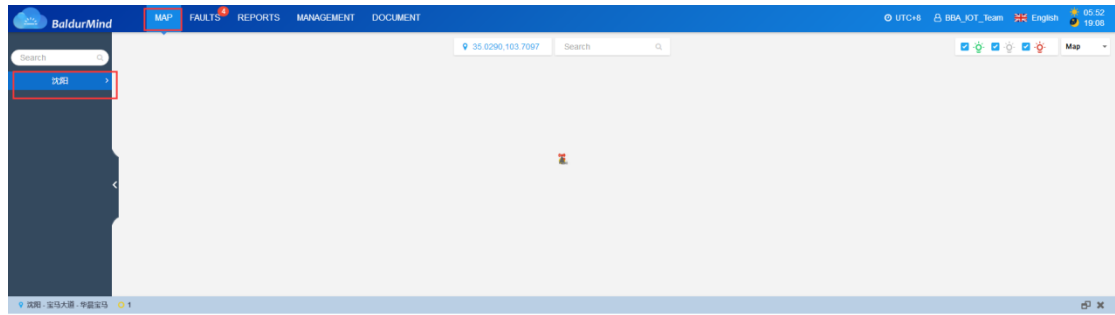 BaldurMind MAP FAULTS 4 REPORTS MANAGEMENT DOCUMENT UTC+8 BBA_IOT_Team English 05:52
19:08
Search
沈阳
35.0290,103.7097 Search Map
沈阳 - 宝马大道 - 华晨宝马 1